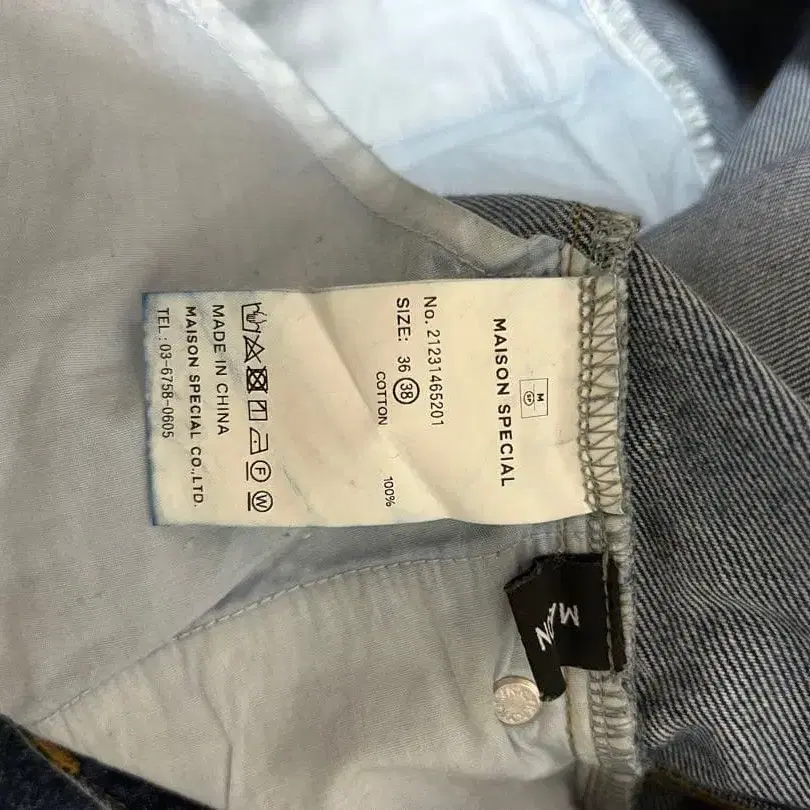 M
SP
MAISON SPECIAL
No. 21231465201
SIZE: 36 38
COTTON 100%
F W
MADE IN CHINA
MAISON SPECIAL CO.,LTD.
TEL : 03-6758-0605